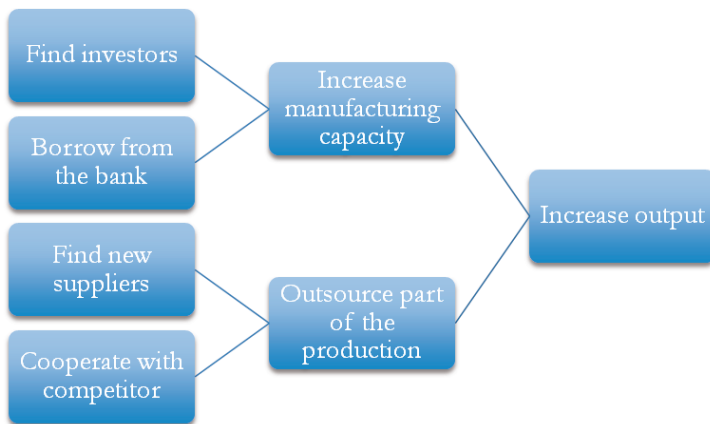 Find investors
Borrow from
the bank
Find new
suppliers
Cooperate with
competitor
Increase
manufacturing
capacity
Outsource part
of the
production
Increase output